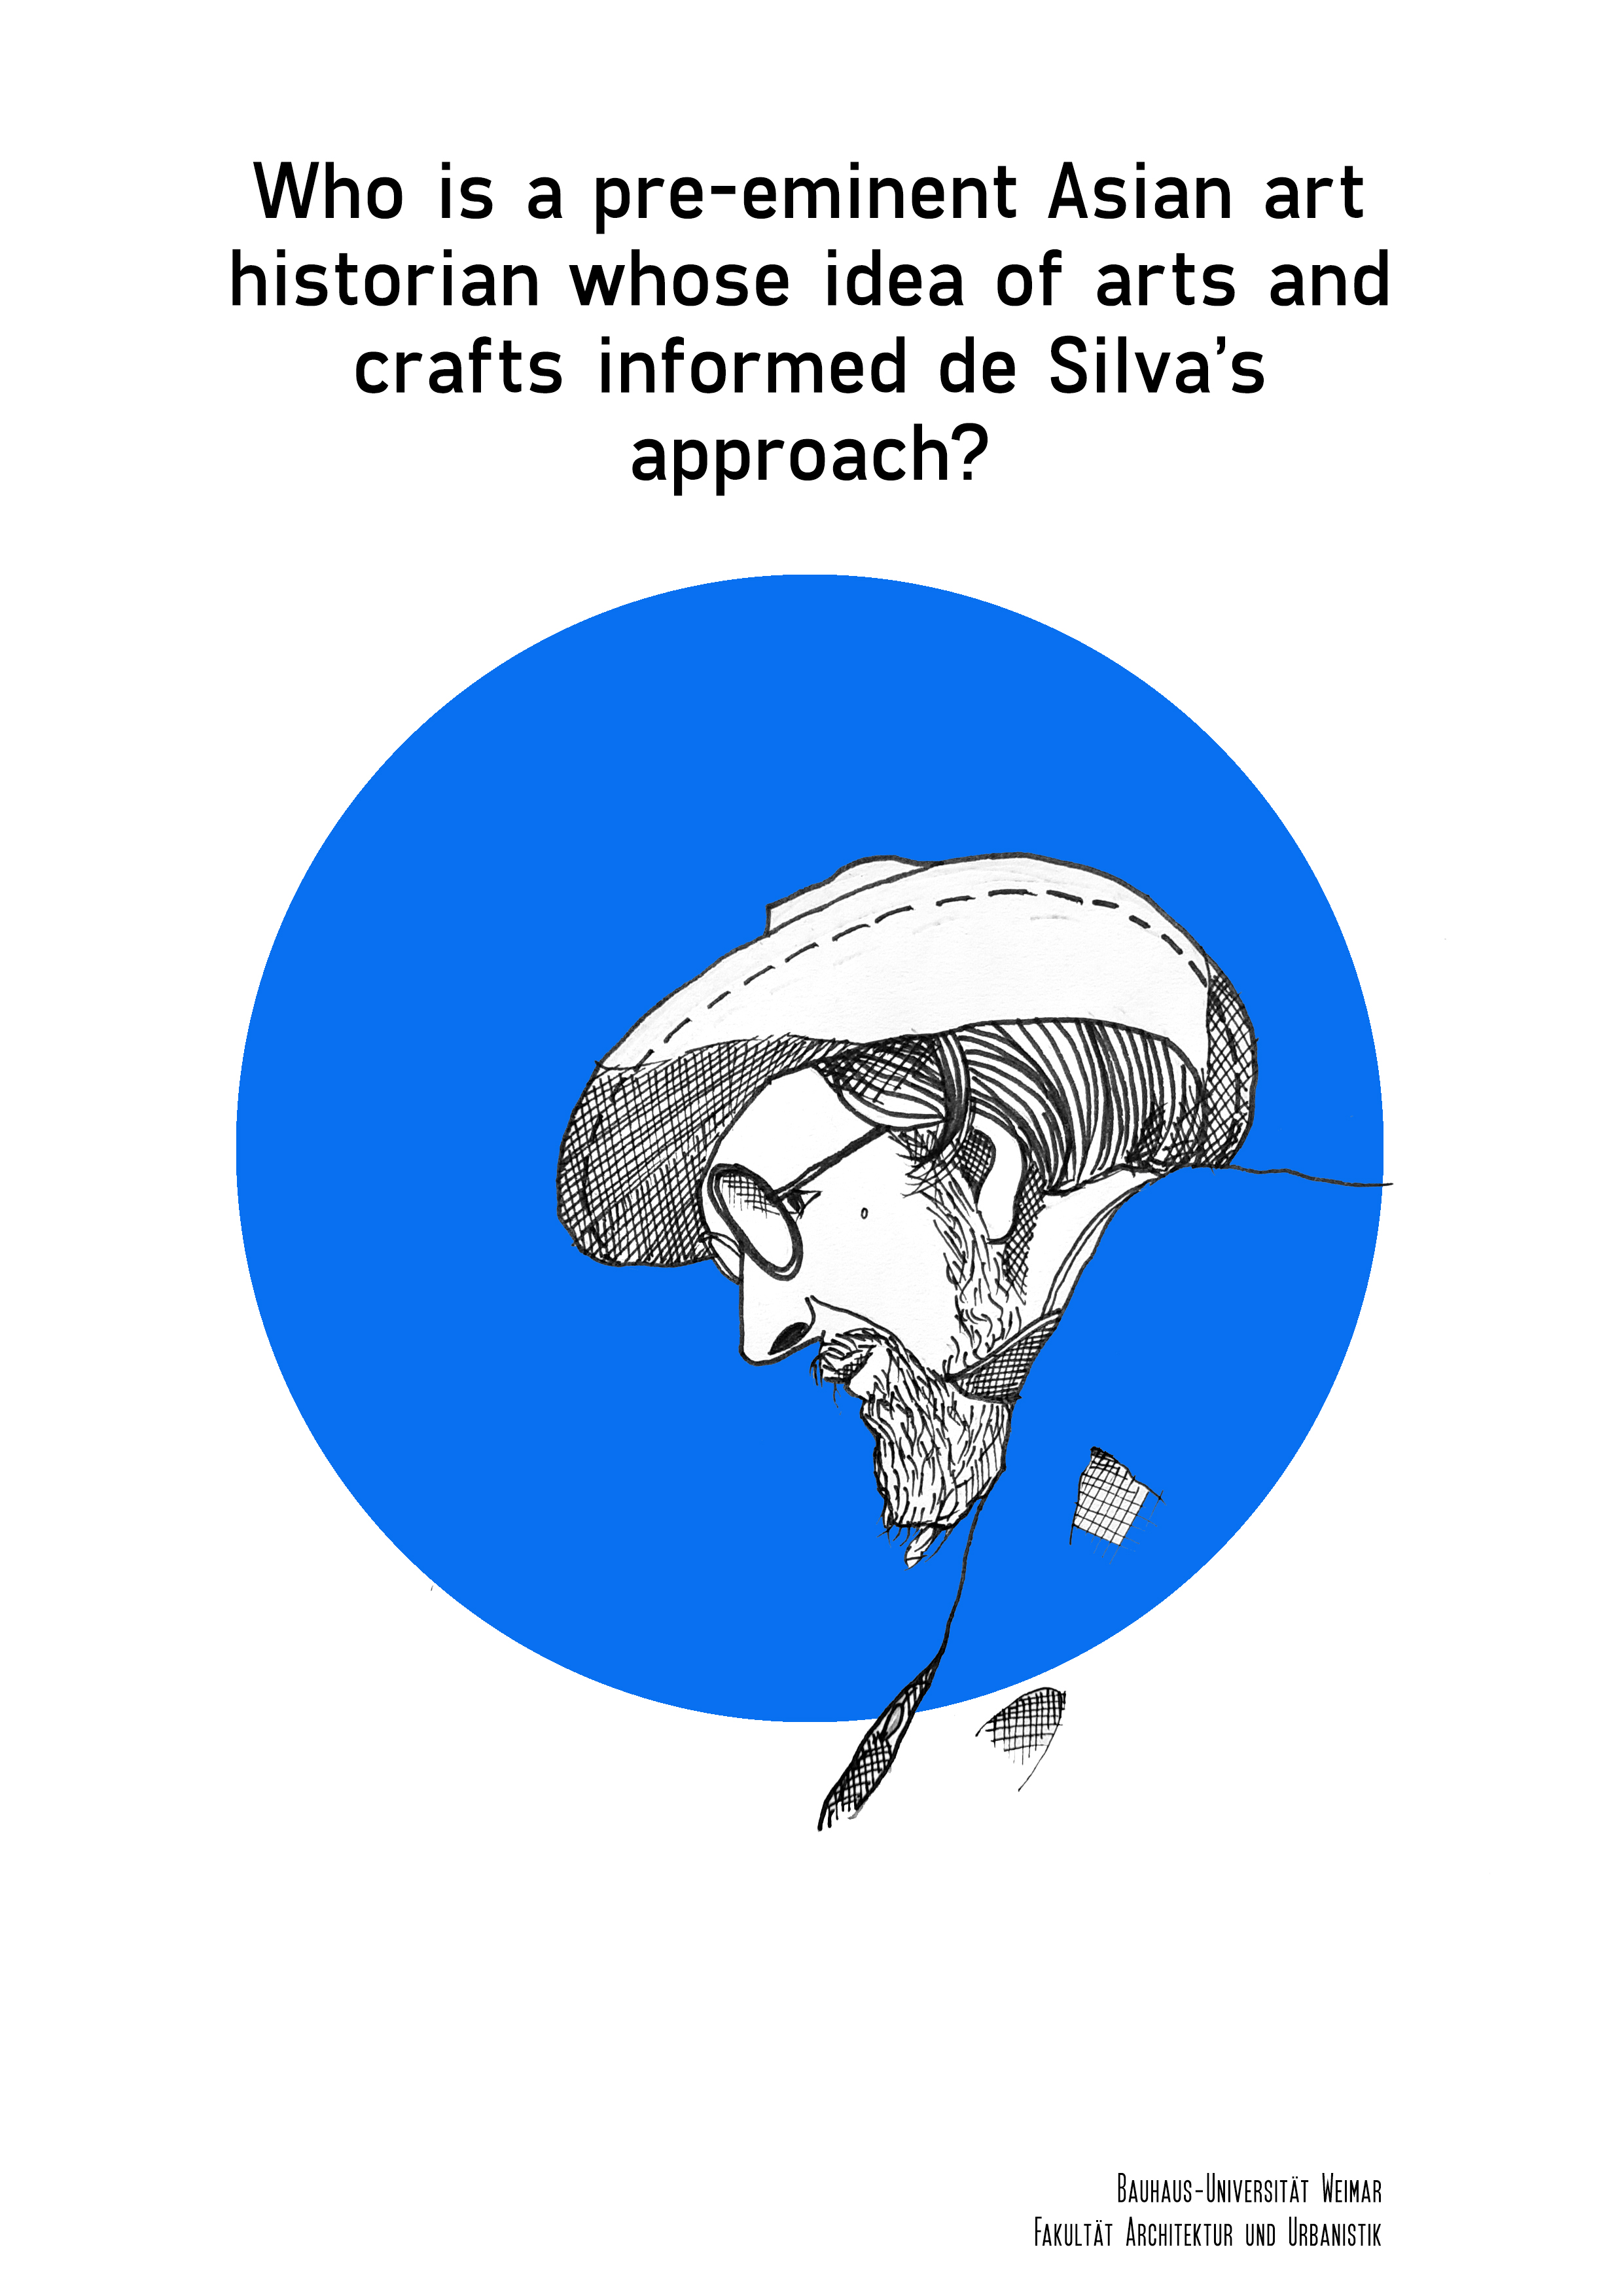 Who is a pre-eminent Asian art
historian whose idea of arts and
crafts informed de Silva’s
approach?
Bauhaus-Universität Weimar
Fakultät Architektur und Urbanistik